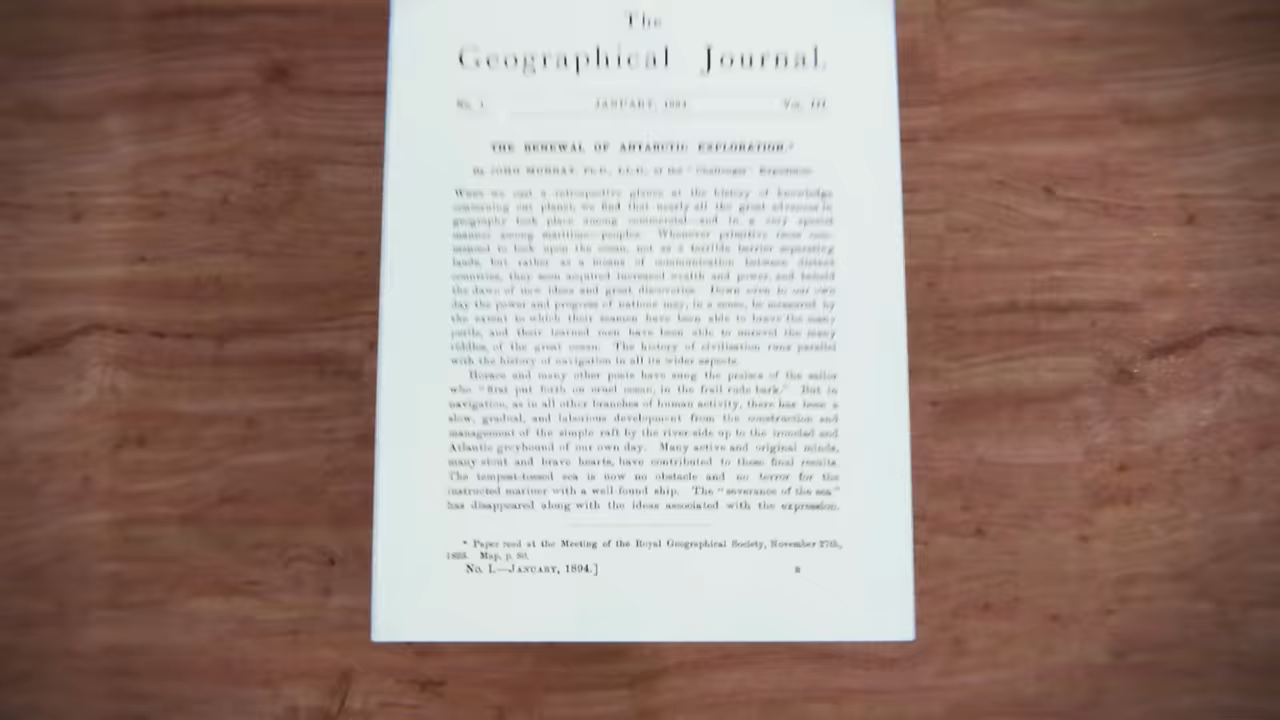 The
Geographical Journal.
No. 1. JANUARY, 1894. Vol. III.
THE RENEWAL OF ANTARCTIC EXPLORATION.*
By JOHN MURRAY, Ph.D., LL.D., of the "Challenger" Expedition.
When we cast a retrospective glance at the history of knowledge
concerning our planet, we find that nearly all the great advances in
geography took place among commercial—and in a very special
manner among maritime—peoples. Whenever primitive races com-
menced to look upon the ocean, not as a terrible barrier separating
lands, but rather as a means of communication between distant
countries, they soon acquired increased wealth and power, and beheld
the dawn of new ideas and great discoveries. Down even to our own
day the power and progress of nations may, in a sense, be measured by
the extent to which their seamen have been able to brave the many
perils, and their learned men have been able to unravel the many
riddles, of the great ocean. The history of civilisation runs parallel
with the history of navigation in all its wider aspects.
Horace and many other poets have sung the praises of the sailor
who "first put forth on cruel ocean, in the frail rude bark." But in
navigation, as in all other branches of human activity, there has been a
slow, gradual, and laborious development from the construction and
management of the simple raft by the river-side up to the ironclad and
Atlantic greyhound of our own day. Many active and original minds,
many stout and brave hearts, have contributed to these final results.
The tempest-tossed sea is now no obstacle and no terror for the
instructed mariner with a well-found ship. The "severance of the sea"
has disappeared along with the ideas associated with the expression.
* Paper read at the Meeting of the Royal Geographical Society, November 27th,
1893. Map, p. 80.
No. I.—JANUARY, 1894.] B